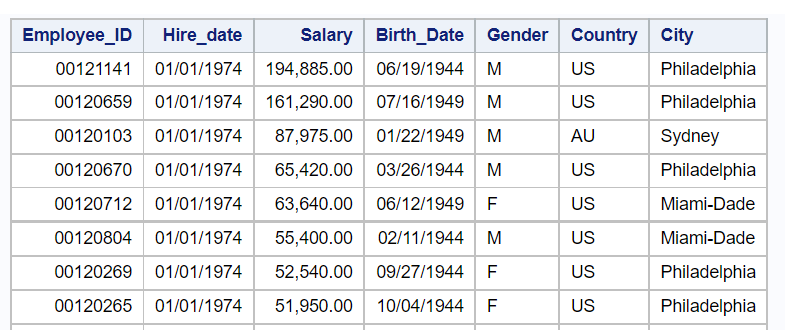 Employee_ID Hire_date Salary Birth_Date Gender Country City
00121141 01/01/1974 194,885.00 06/19/1944 M US Philadelphia
00120659 01/01/1974 161,290.00 07/16/1949 M US Philadelphia
00120103 01/01/1974 87,975.00 01/22/1949 M AU Sydney
00120670 01/01/1974 65,420.00 03/26/1944 M US Philadelphia
00120712 01/01/1974 63,640.00 06/12/1949 F US Miami-Dade
00120804 01/01/1974 55,400.00 02/11/1944 M US Miami-Dade
00120269 01/01/1974 52,540.00 09/27/1944 F US Philadelphia
00120265 01/01/1974 51,950.00 10/04/1944 F US Philadelphia